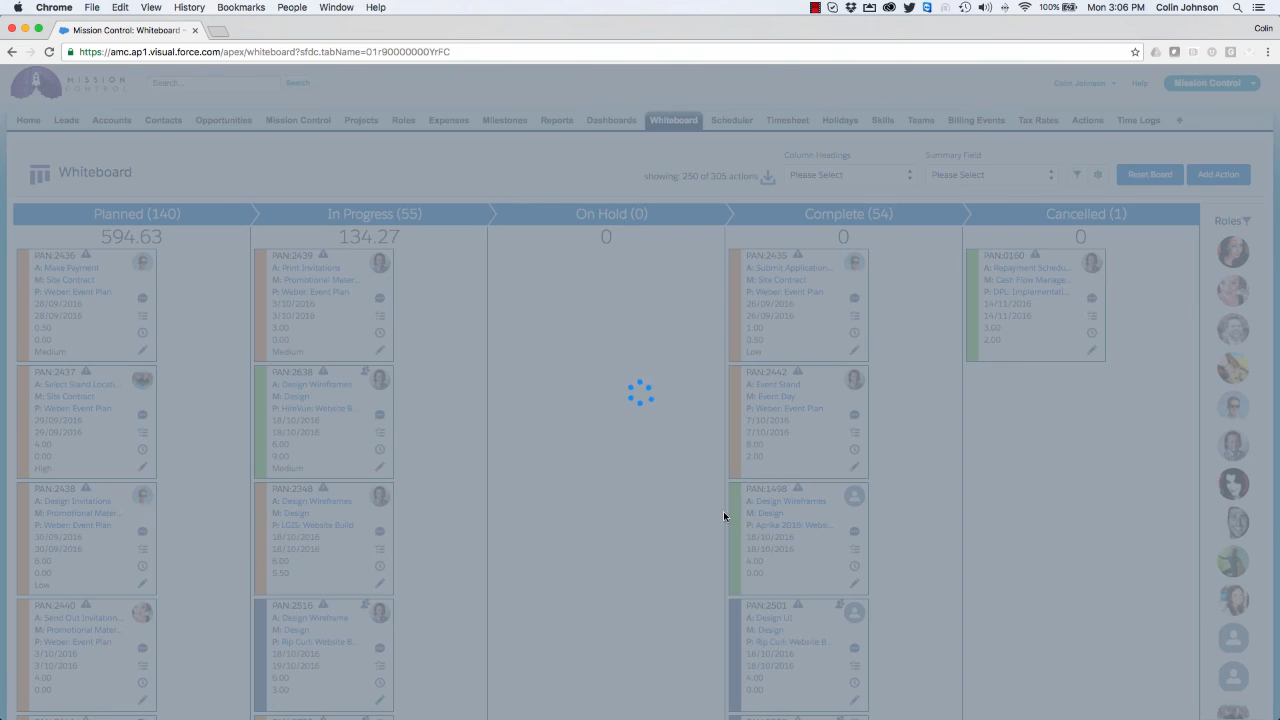 Chrome File Edit View History Bookmarks People Window Help 100% Mon 3:06 PM Colin Johnson
Mission Control: Whiteboard Colin
https://amc.ap1.visual.force.com/apex/whiteboard?sfdc.tabName=01r90000000YrFC
MISSION CONTROL Search... Search Colin Johnson Help Mission Control
Home Leads Accounts Contacts Opportunities Mission Control Projects Roles Expenses Milestones Reports Dashboards Whiteboard Scheduler Timesheet Holidays Skills Teams Billing Events Tax Rates Actions Time Logs +
Column Headings Summary Field
Whiteboard showing: 250 of 305 actions Please Select Please Select Reset Board Add Action
Planned (140) In Progress (55) On Hold (0) Complete (54) Cancelled (1) Roles
594.63 134.27 0 0 0
PAN:2436 PAN:2439 PAN:2435 PAN:0160
A: Make Payment A: Print Invitations A: Submit Application... A: Repayment Schedu...
M: Site Contract M: Promotional Mater... M: Site Contract M: Cash Flow Manage...
P: Weber: Event Plan P: Weber: Event Plan P: Weber: Event Plan P: DPL: Implementati...
28/09/2016 3/10/2016 26/09/2016 14/11/2016
28/09/2016 3/10/2016 26/09/2016 14/11/2016
0.50 3.00 1.00 3.00
0.00 0.00 0.50 2.00
Medium Medium Low
PAN:2437 PAN:2638 PAN:2442
A: Select Stand Locati... A: Design Wireframes A: Event Stand
M: Site Contract M: Design M: Event Day
P: Weber: Event Plan P: HireVue: Website B... P: Weber: Event Plan
29/09/2016 18/10/2016 7/10/2016
29/09/2016 18/10/2016 7/10/2016
4.00 6.00 8.00
0.00 9.00 2.00
High Medium
PAN:2438 PAN:2348 PAN:1498
A: Design Invitations A: Design Wireframes A: Design Wireframes
M: Promotional Mater... M: Design M: Design
P: Weber: Event Plan P: LGIS: Website Build P: Aprika 2016: Webs...
30/09/2016 18/10/2016 18/10/2016
30/09/2016 18/10/2016 18/10/2016
6.00 6.00 4.00
0.00 5.50 0.00
Low
PAN:2440 PAN:2516 PAN:2501
A: Send Out Invitation... A: Design Wireframe A: Design UI
M: Promotional Mater... M: Design M: Design
P: Weber: Event Plan P: Rip Curl: Website B... P: Rip Curl: Website B...
3/10/2016 18/10/2016 18/10/2016
3/10/2016 19/10/2016 18/10/2016
4.00 6.00 4.00
0.00 3.00 0.00